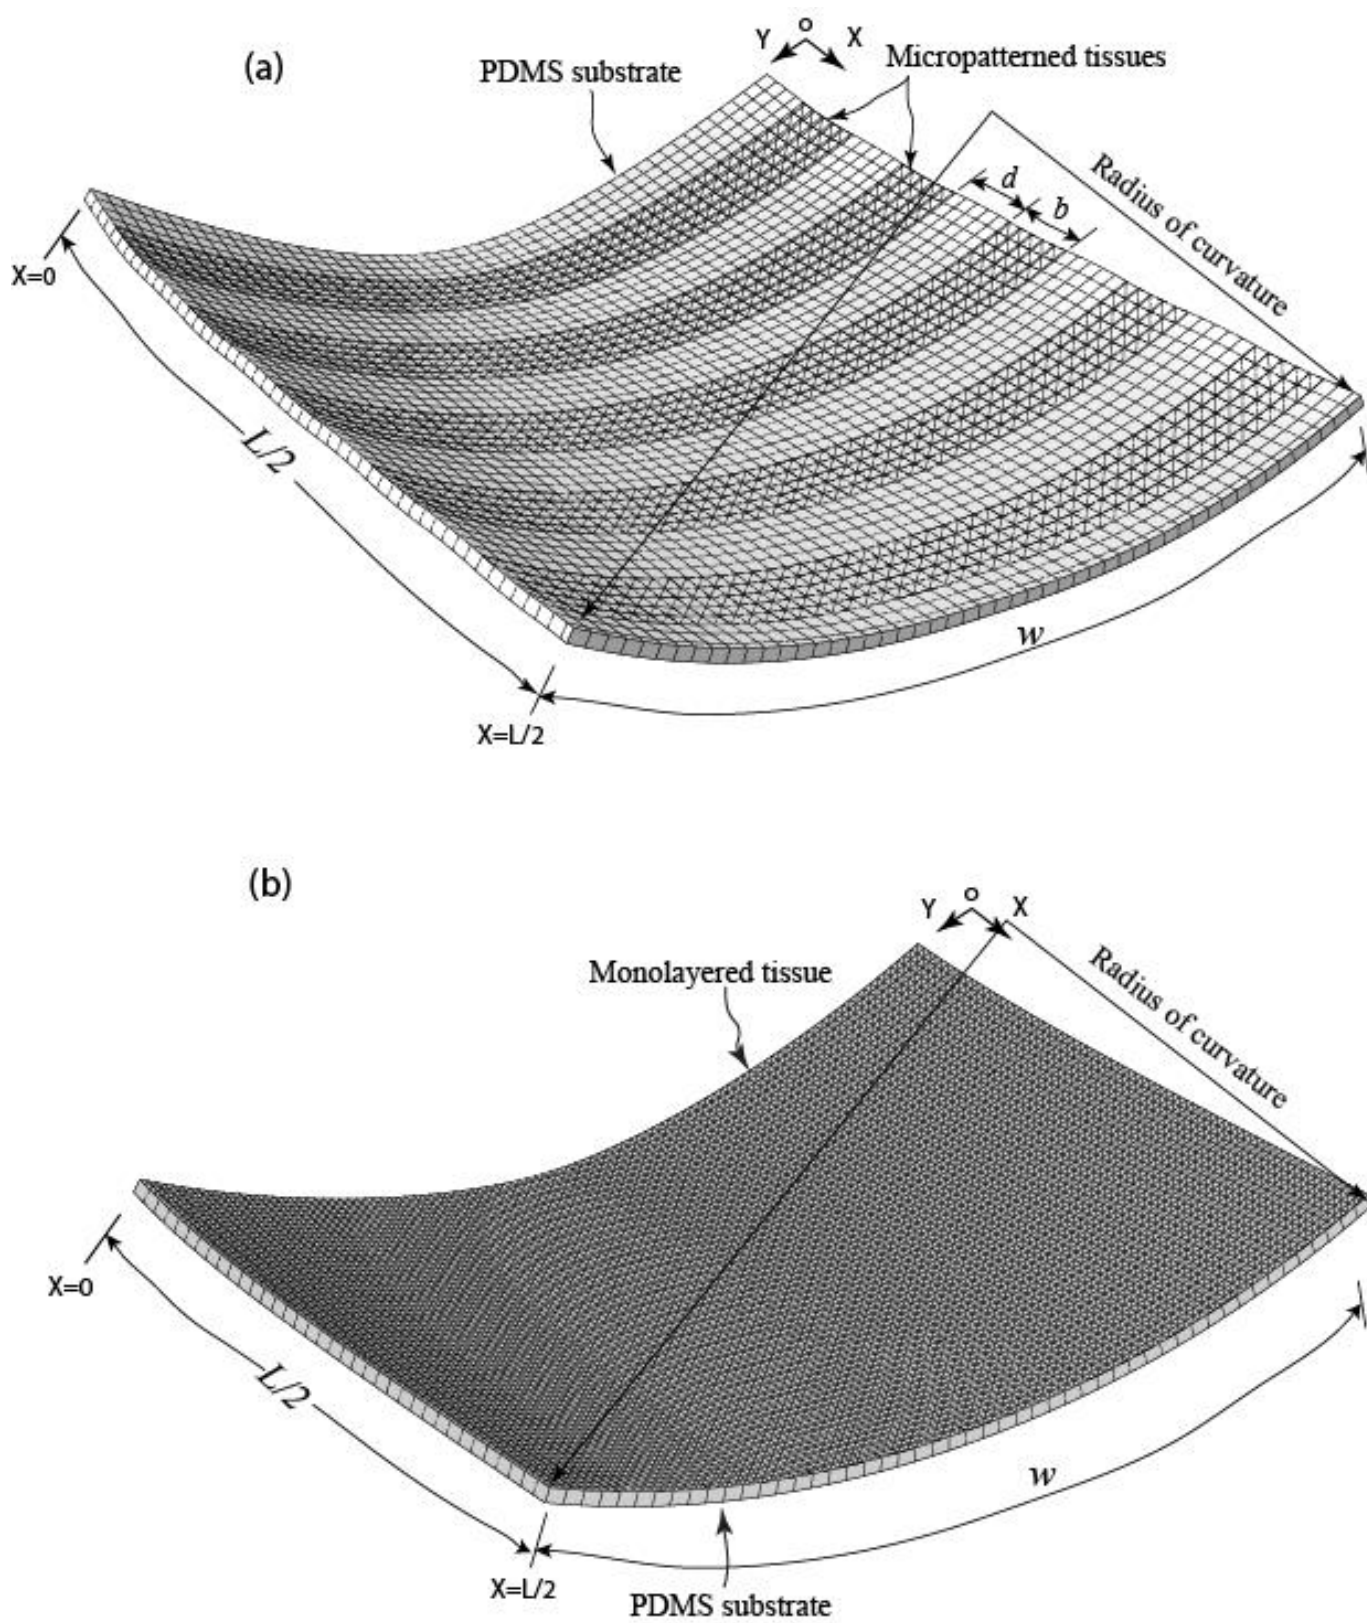 (a)
PDMS substrate
Y
o
X
Micropatterned tissues
d
b
Radius of curvature
X=0
L/2
X=L/2
w
(b)
Y
o
X
Monolayered tissue
Radius of curvature
X=0
L/2
X=L/2
w
PDMS substrate